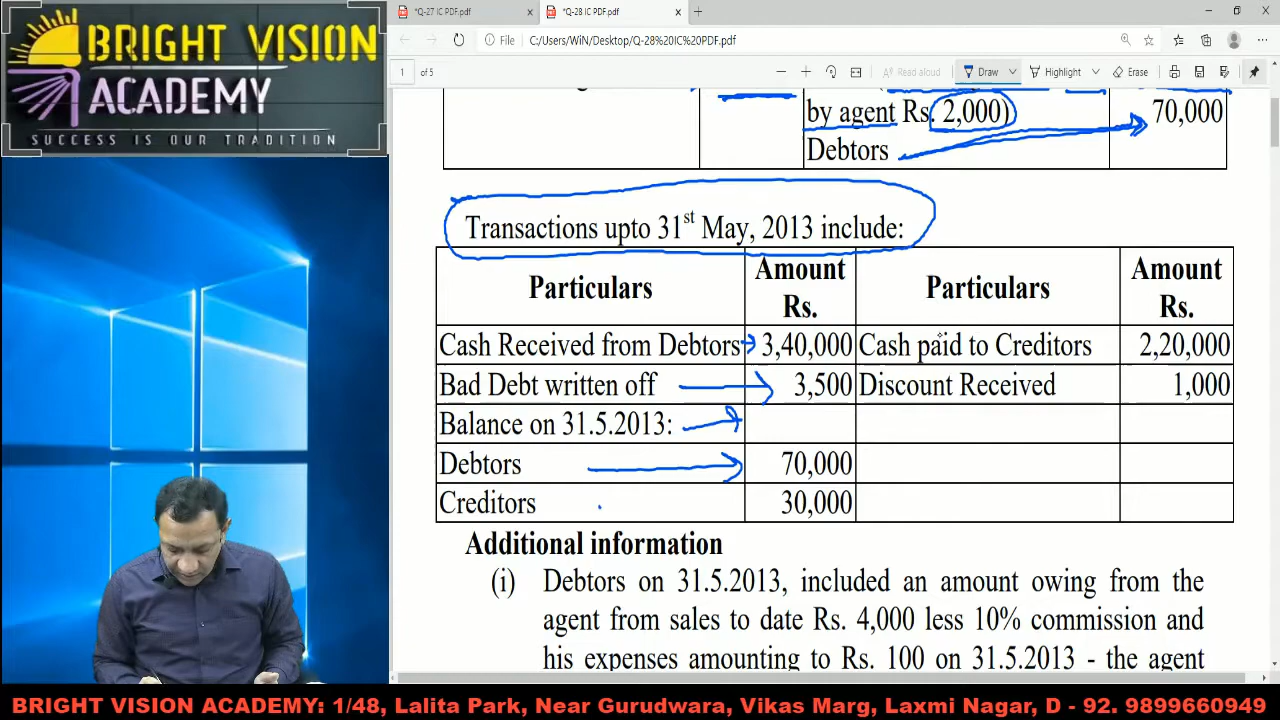 *Q-27 IC PDF.pdf
*Q-28 IC PDF.pdf
File C:/Users/WiN/Desktop/Q-28%20IC%20PDF.pdf
1 of 5
Read aloud
Draw
Highlight
Erase
BRIGHT VISION
ACADEMY
SUCCESS IS OUR TRADITION
by agent Rs. 2,000) 70,000
Debtors
Transactions upto 31st May, 2013 include:
Particulars Amount Rs. Particulars Amount Rs.
Cash Received from Debtors 3,40,000 Cash paid to Creditors 2,20,000
Bad Debt written off 3,500 Discount Received 1,000
Balance on 31.5.2013:
Debtors 70,000
Creditors 30,000
Additional information
(i) Debtors on 31.5.2013, included an amount owing from the
agent from sales to date Rs. 4,000 less 10% commission and
his expenses amounting to Rs. 100 on 31.5.2013 - the agent
BRIGHT VISION ACADEMY: 1/48, Lalita Park, Near Gurudwara, Vikas Marg, Laxmi Nagar, D - 92. 9899660949